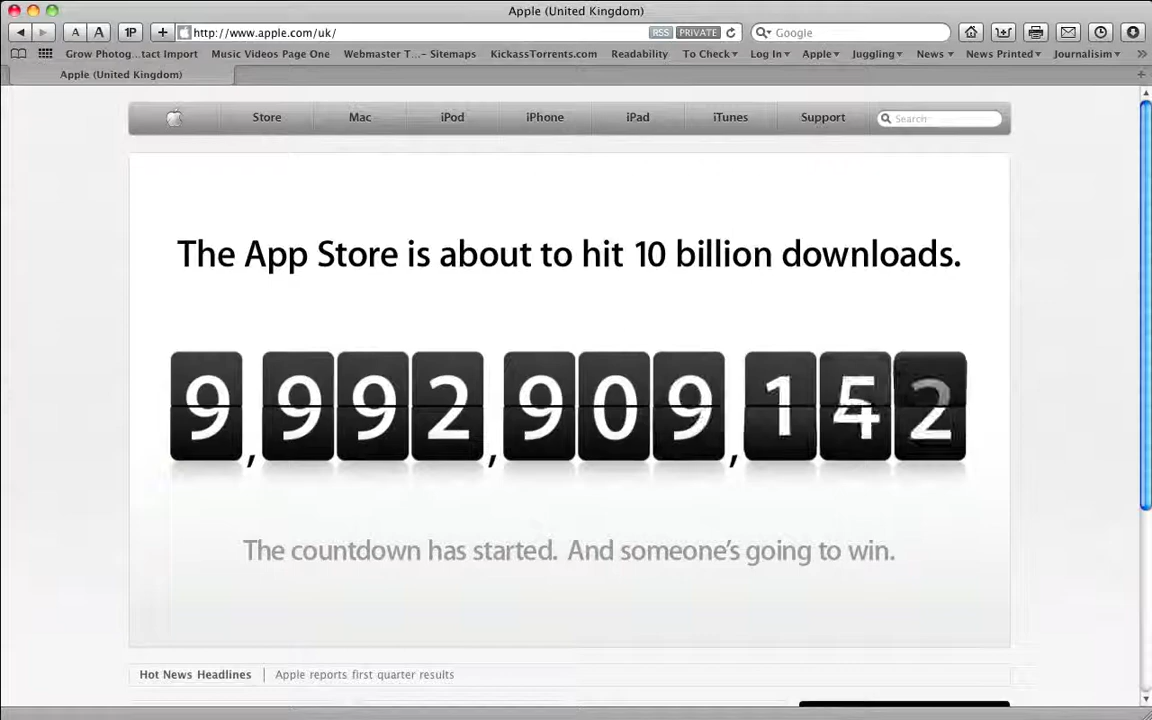 Apple (United Kingdom)
A A 1P + http://www.apple.com/uk/ RSS PRIVATE Google
Grow Photog...tact Import Music Videos Page One Webmaster T...– Sitemaps KickassTorrents.com Readability To Check Log In Apple Juggling News News Printed Journalisim
Apple (United Kingdom)
Store Mac iPod iPhone iPad iTunes Support Search
The App Store is about to hit 10 billion downloads.
9,992,909,1 2
The countdown has started. And someone's going to win.
Hot News Headlines Apple reports first quarter results